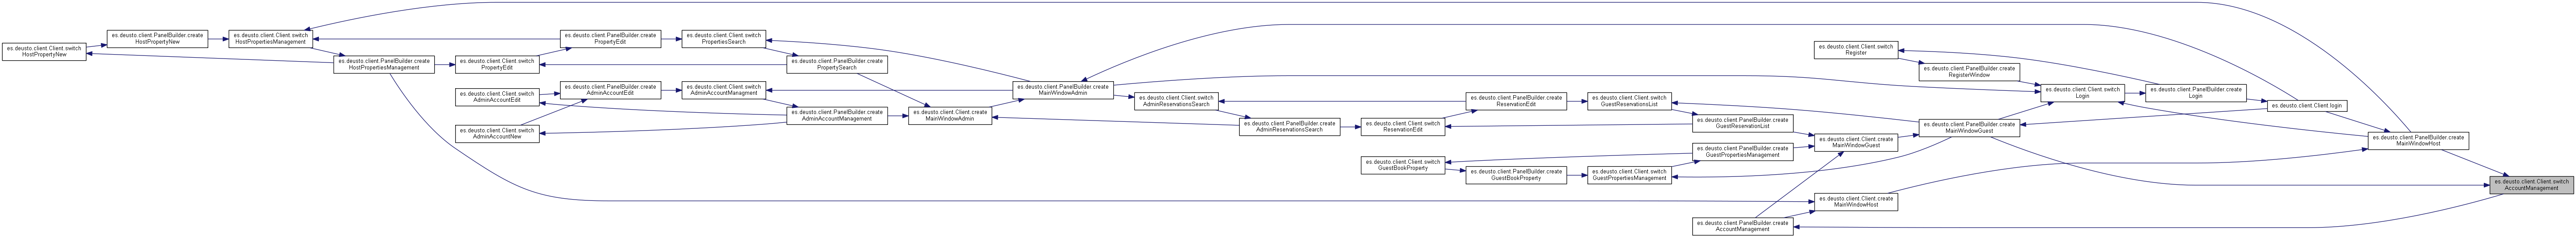 es.deusto.client.Client.switch
HostPropertyNew
es.deusto.client.PanelBuilder.create
HostPropertyNew
es.deusto.client.Client.switch
HostPropertiesManagement
es.deusto.client.PanelBuilder.create
HostPropertiesManagement
es.deusto.client.Client.switch
PropertyEdit
es.deusto.client.PanelBuilder.create
PropertyEdit
es.deusto.client.Client.switch
PropertiesSearch
es.deusto.client.PanelBuilder.create
PropertySearch
es.deusto.client.Client.switch
AdminAccountEdit
es.deusto.client.PanelBuilder.create
AdminAccountEdit
es.deusto.client.Client.switch
AdminAccountManagment
es.deusto.client.Client.switch
AdminAccountNew
es.deusto.client.PanelBuilder.create
AdminAccountManagement
es.deusto.client.Client.create
MainWindowAdmin
es.deusto.client.PanelBuilder.create
MainWindowAdmin
es.deusto.client.Client.switch
AdminReservationsSearch
es.deusto.client.PanelBuilder.create
AdminReservationsSearch
es.deusto.client.Client.switch
ReservationEdit
es.deusto.client.PanelBuilder.create
ReservationEdit
es.deusto.client.Client.switch
GuestReservationsList
es.deusto.client.PanelBuilder.create
GuestReservationList
es.deusto.client.Client.switch
GuestBookProperty
es.deusto.client.PanelBuilder.create
GuestBookProperty
es.deusto.client.Client.switch
GuestPropertiesManagement
es.deusto.client.PanelBuilder.create
GuestPropertiesManagement
es.deusto.client.Client.create
MainWindowGuest
es.deusto.client.PanelBuilder.create
MainWindowGuest
es.deusto.client.Client.switch
Register
es.deusto.client.PanelBuilder.create
RegisterWindow
es.deusto.client.Client.switch
Login
es.deusto.client.PanelBuilder.create
Login
es.deusto.client.Client.login
es.deusto.client.PanelBuilder.create
MainWindowHost
es.deusto.client.Client.create
MainWindowHost
es.deusto.client.PanelBuilder.create
AccountManagement
es.deusto.client.Client.switch
AccountManagement